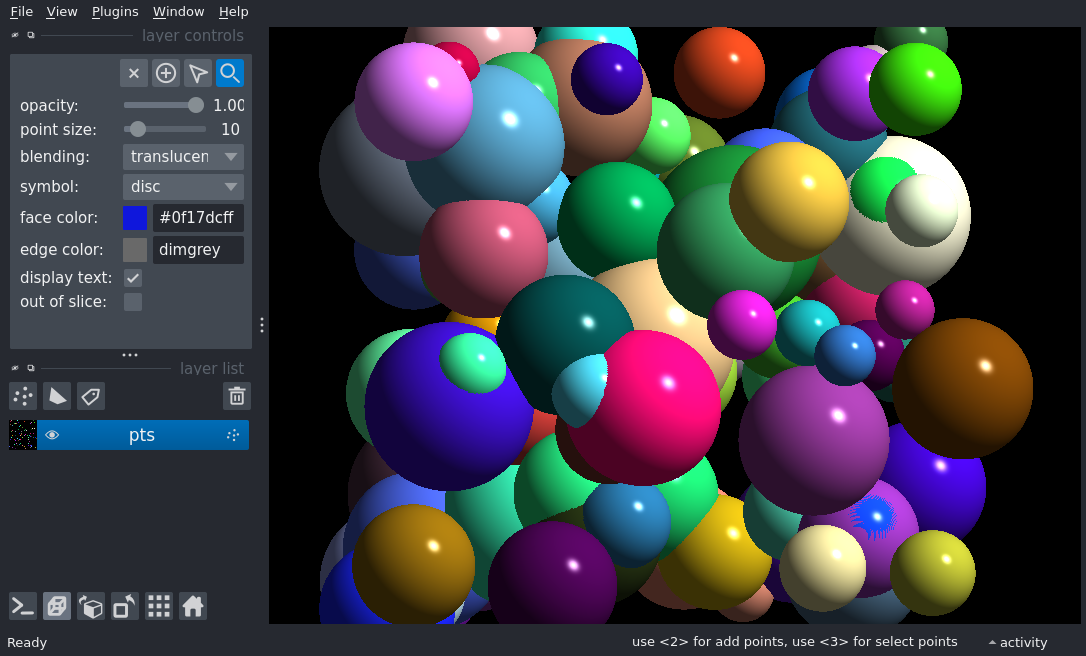 File View Plugins Window Help
layer controls
opacity: 1.00
point size: 10
blending: translucen
symbol: disc
face color: #0f17dcff
edge color: dimgrey
display text:
out of slice:
layer list
pts
Ready use <2> for add points, use <3> for select points activity